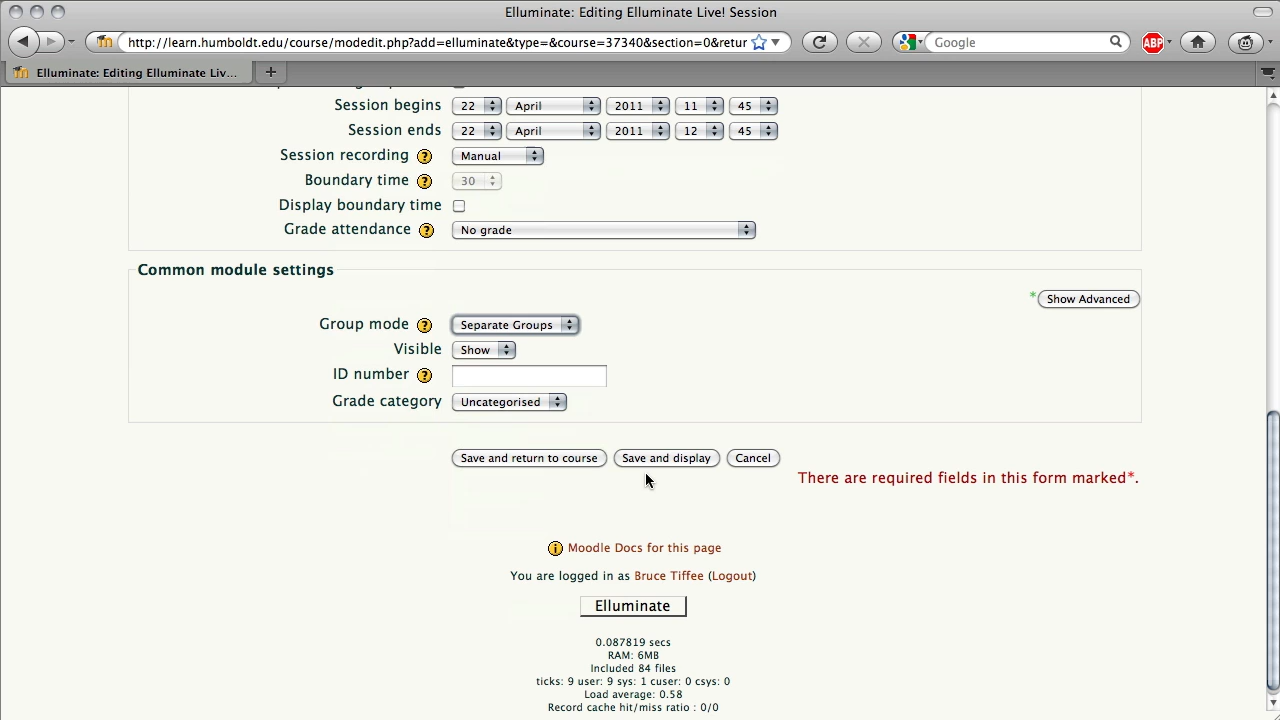 Elluminate: Editing Elluminate Live! Session
http://learn.humboldt.edu/course/modedit.php?add=elluminate&type=&course=37340&section=0&retur
Google
ABP
Elluminate: Editing Elluminate Liv...
Session begins 22 April 2011 11 45
Session ends 22 April 2011 12 45
Session recording ? Manual
Boundary time ? 30
Display boundary time
Grade attendance ? No grade
Common module settings
* Show Advanced
Group mode ? Separate Groups
Visible Show
ID number ?
Grade category Uncategorised
Save and return to course Save and display Cancel
There are required fields in this form marked*.
Moodle Docs for this page
You are logged in as Bruce Tiffee (Logout)
Elluminate
0.087819 secs
RAM: 6MB
Included 84 files
ticks: 9 user: 9 sys: 1 cuser: 0 csys: 0
Load average: 0.58
Record cache hit/miss ratio : 0/0